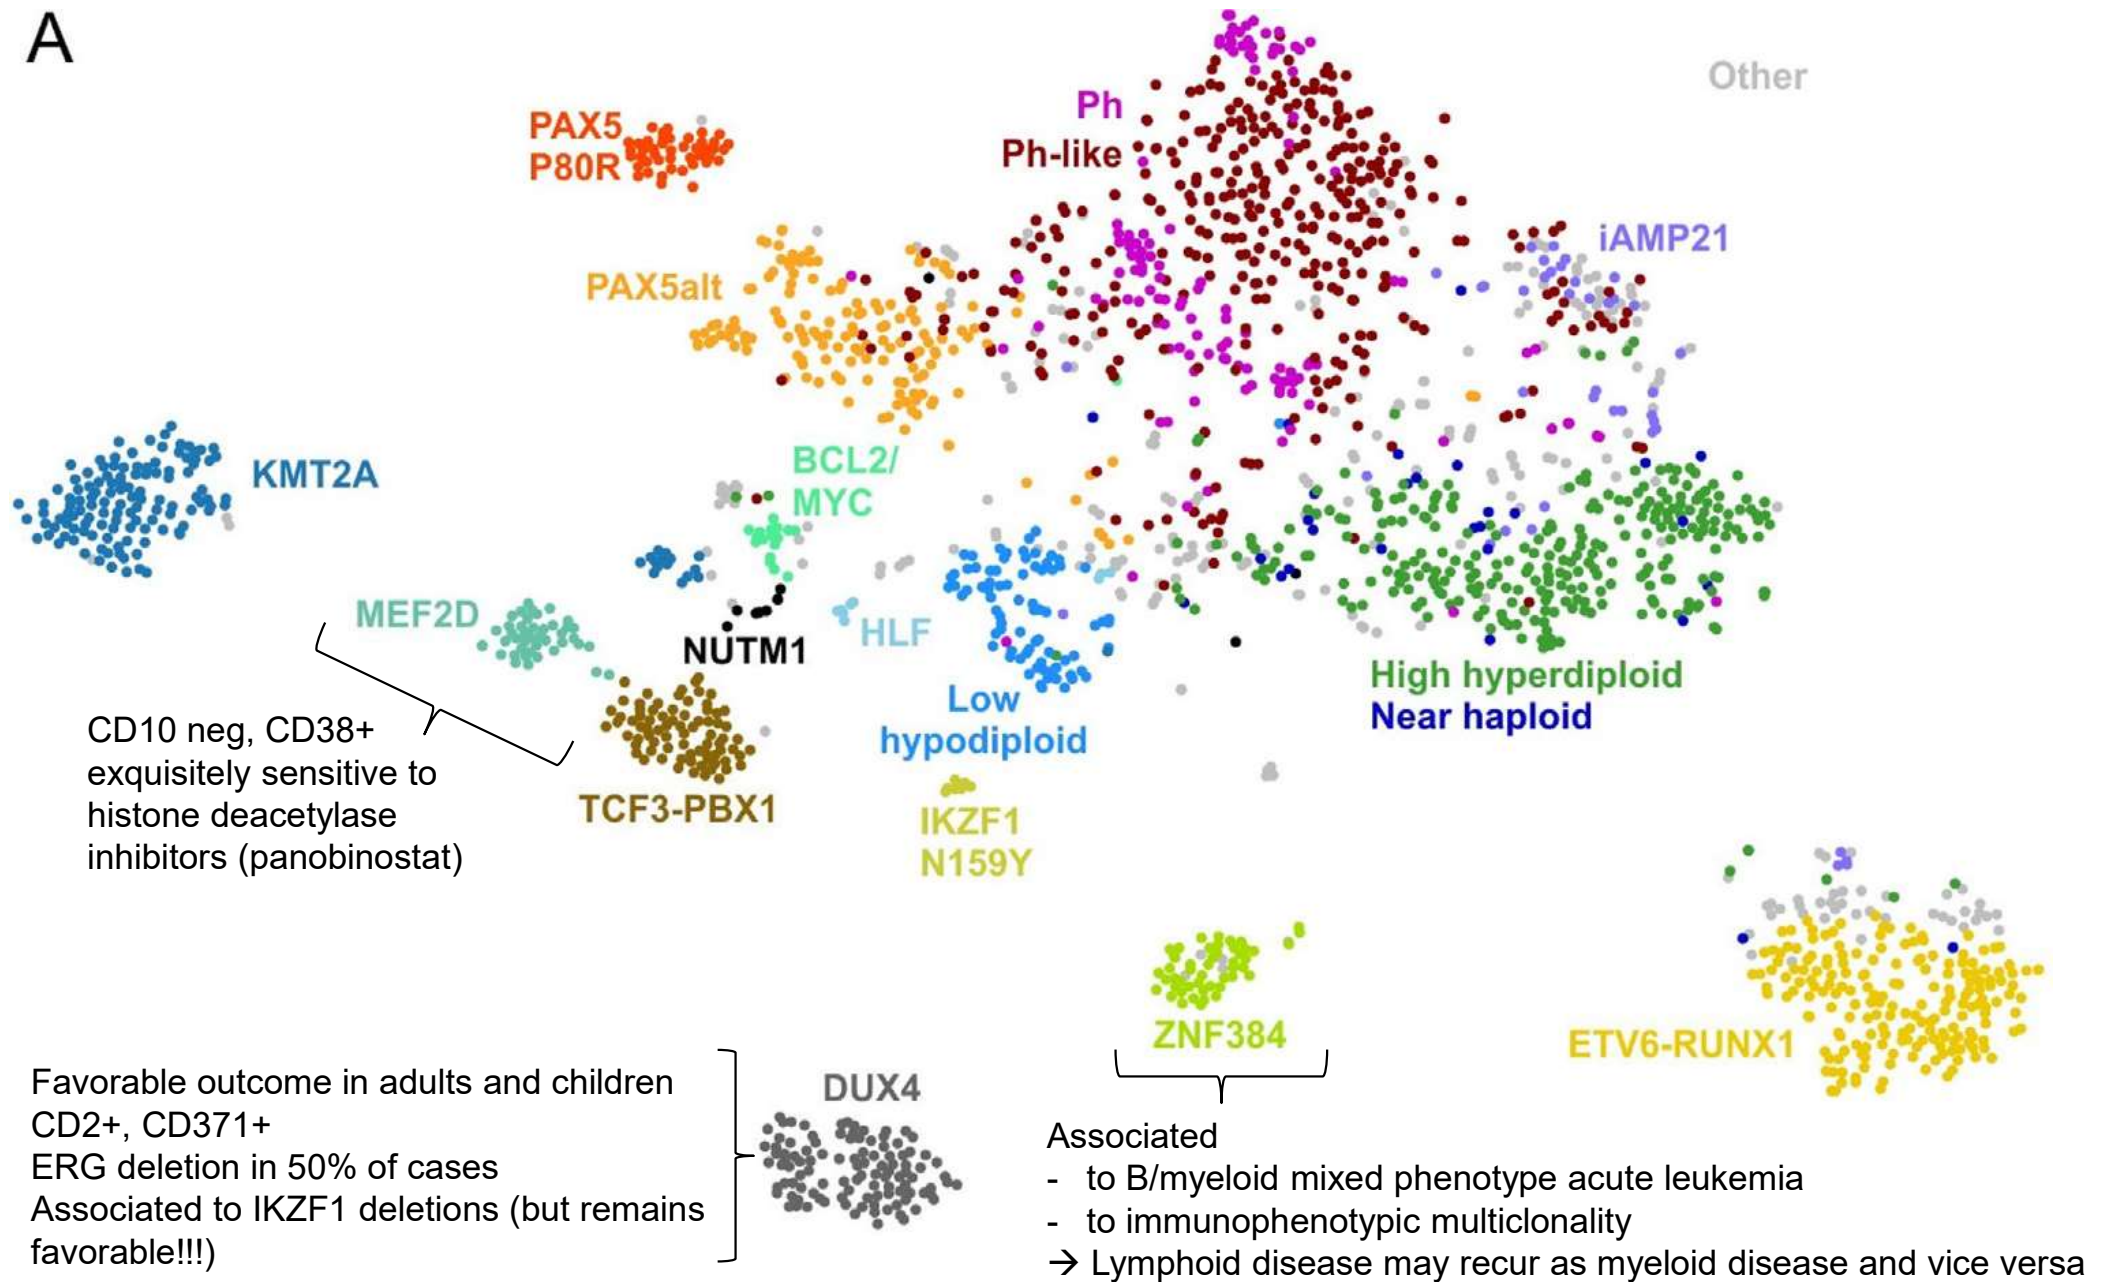 A
Other
Ph
PAX5
P80R
Ph-like
iAMP21
PAX5alt
KMT2A
BCL2/
MYC
MEF2D
NUTM1
HLF
High hyperdiploid
Near haploid
Low
hypodiploid
CD10 neg, CD38+
exquisitely sensitive to
histone deacetylase
inhibitors (panobinostat)
TCF3-PBX1
IKZF1
N159Y
ZNF384
ETV6-RUNX1
DUX4
Favorable outcome in adults and children
CD2+, CD371+
ERG deletion in 50% of cases
Associated to IKZF1 deletions (but remains
favorable!!!)
Associated
- to B/myeloid mixed phenotype acute leukemia
- to immunophenotypic multiclonality
→ Lymphoid disease may recur as myeloid disease and vice versa